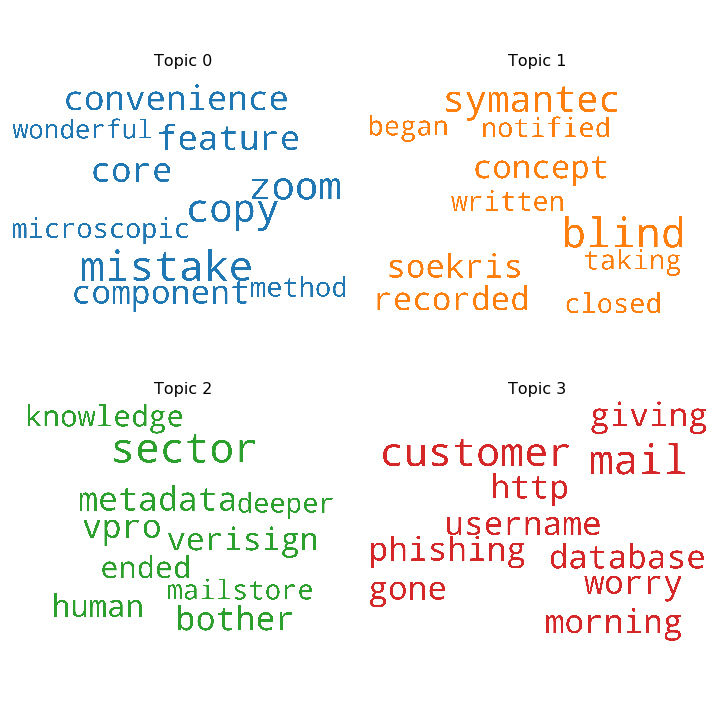 Topic 0
convenience
wonderful feature
core
zoom
copy
microscopic
mistake
component method
Topic 1
symantec
began notified
concept
written
blind
taking
soekris
recorded closed
Topic 2
knowledge
sector
metadata deeper
vpro verisign
ended
mailstore
human bother
Topic 3
giving
customer mail
http
username
phishing database
gone worry
morning